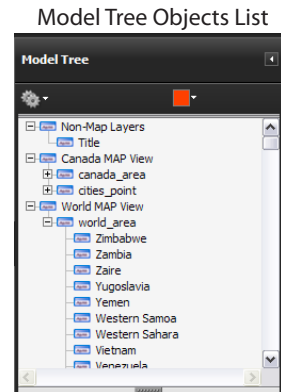 Model Tree Objects List
Model Tree
Non-Map Layers
Title
Canada MAP View
canada_area
cities_point
World MAP View
world_area
Zimbabwe
Zambia
Zaire
Yugoslavia
Yemen
Western Samoa
Western Sahara
Vietnam
Venezuela